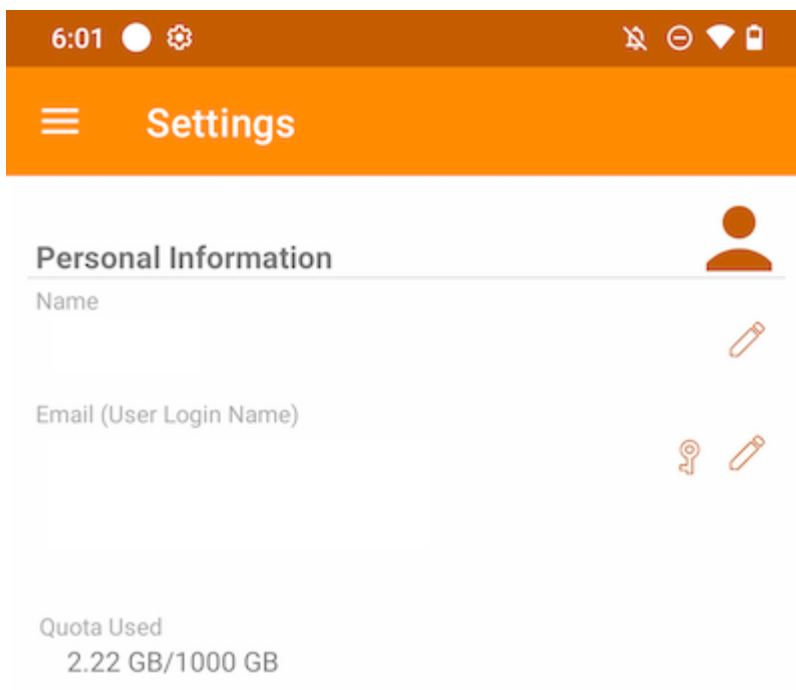 6:01
Settings
Personal Information
Name
Email (User Login Name)
Quota Used
2.22 GB/1000 GB